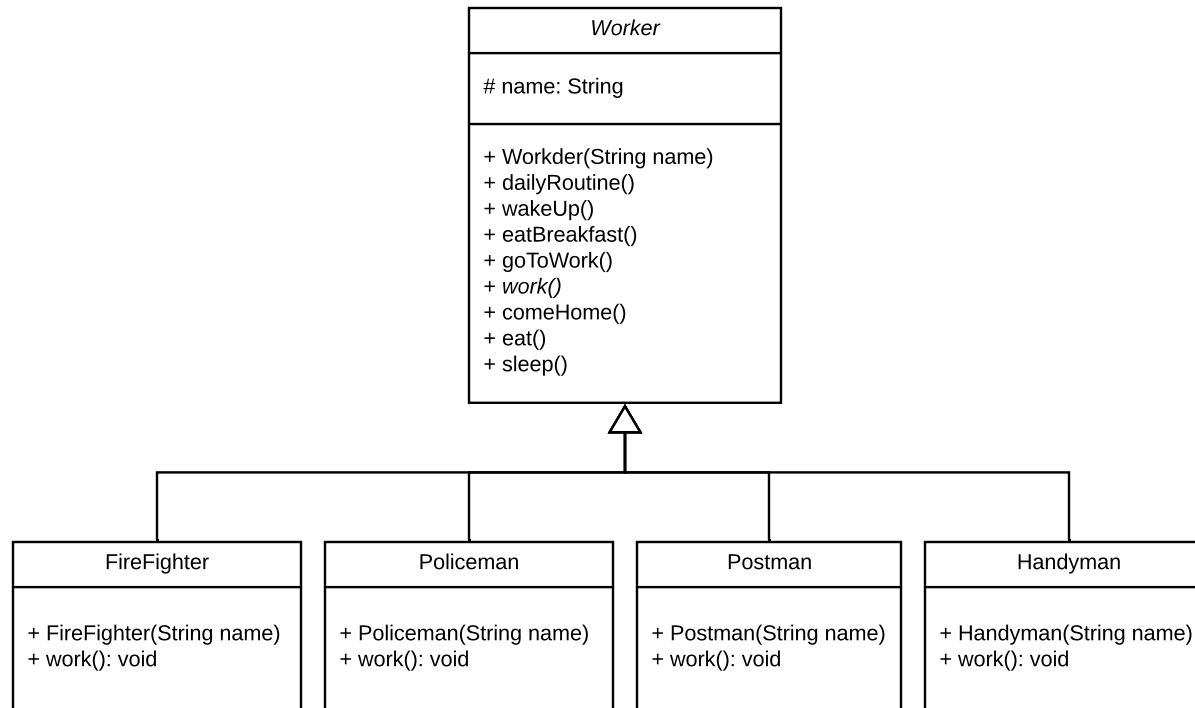 Worker
# name: String
+ Workder(String name)
+ dailyRoutine()
+ wakeUp()
+ eatBreakfast()
+ goToWork()
+ work()
+ comeHome()
+ eat()
+ sleep()
FireFighter
+ FireFighter(String name)
+ work(): void
Policeman
+ Policeman(String name)
+ work(): void
Postman
+ Postman(String name)
+ work(): void
Handyman
+ Handyman(String name)
+ work(): void